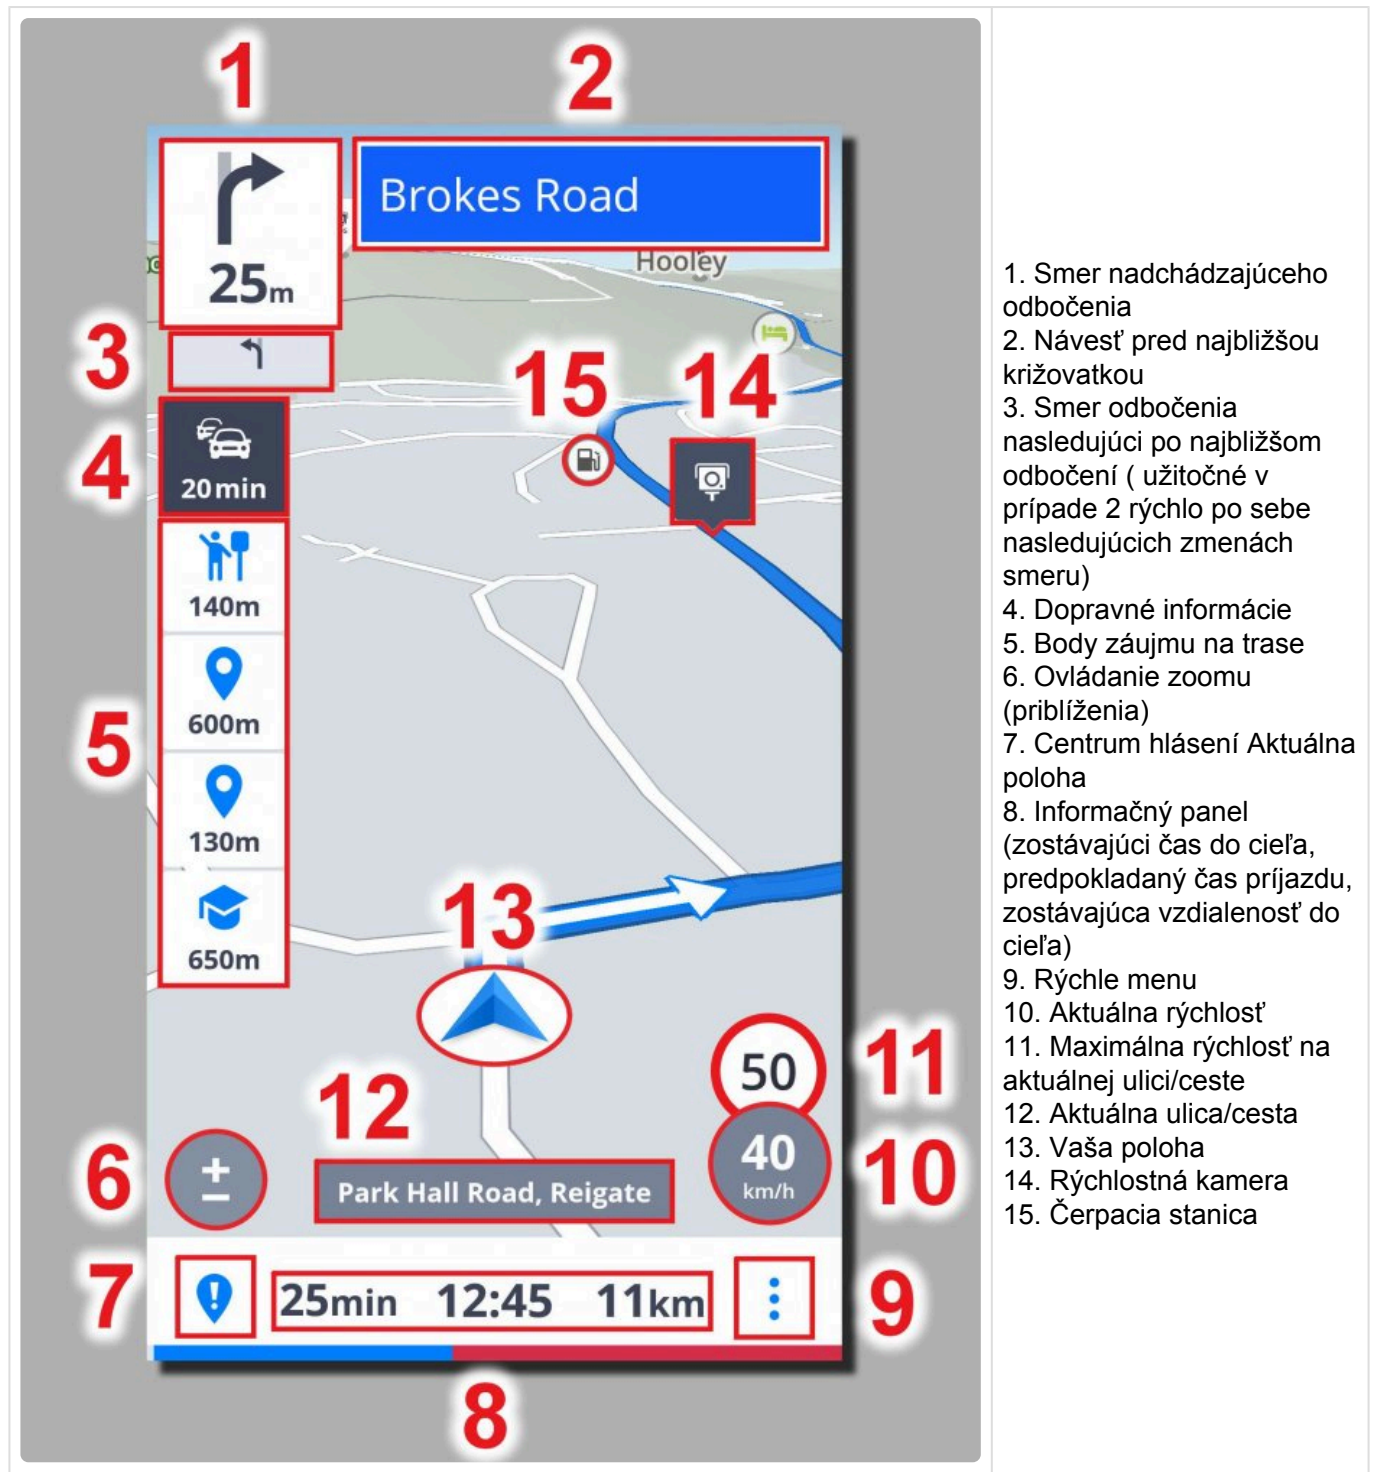 1
2
Brokes Road
25m
Hooley
3
15
14
4
20min
140m
5
600m
130m
650m
13
11
50
12
6
40
km/h
10
Park Hall Road, Reigate
7
25min 12:45 11km
9
8
1. Smer nadchádzajúceho
odbočenia
2. Návesť pred najbližšou
križovatkou
3. Smer odbočenia
nasledujúci po najbližšom
odbočení ( užitočné v
prípade 2 rýchlo po sebe
nasledujúcich zmenách
smeru)
4. Dopravné informácie
5. Body záujmu na trase
6. Ovládanie zoomu
(priblíženia)
7. Centrum hlásení Aktuálna
poloha
8. Informačný panel
(zostávajúci čas do cieľa,
predpokladaný čas príjazdu,
zostávajúca vzdialenosť do
cieľa)
9. Rýchle menu
10. Aktuálna rýchlosť
11. Maximálna rýchlosť na
aktuálnej ulici/ceste
12. Aktuálna ulica/cesta
13. Vaša poloha
14. Rýchlostná kamera
15. Čerpacia stanica